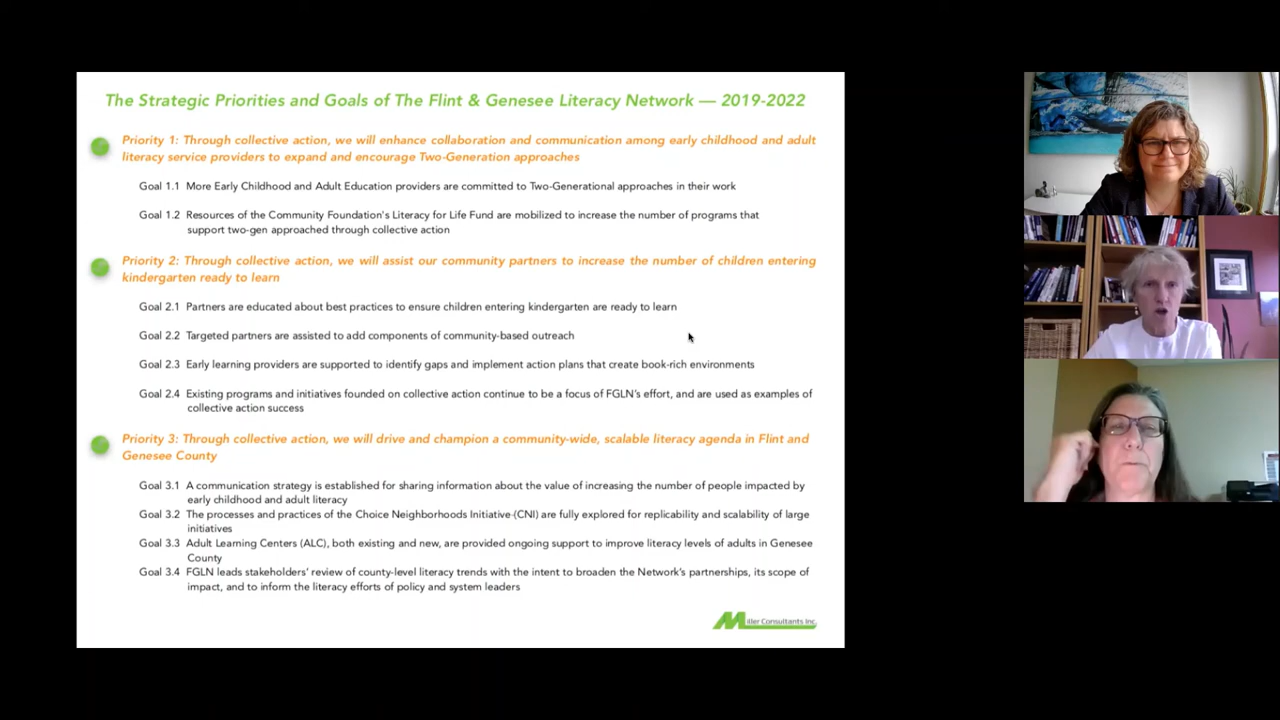 The Strategic Priorities and Goals of The Flint & Genesee Literacy Network — 2019-2022
Priority 1: Through collective action, we will enhance collaboration and communication among early childhood and adult
literacy service providers to expand and encourage Two-Generation approaches
Goal 1.1 More Early Childhood and Adult Education providers are committed to Two-Generational approaches in their work
Goal 1.2 Resources of the Community Foundation's Literacy for Life Fund are mobilized to increase the number of programs that
support two-gen approached through collective action
Priority 2: Through collective action, we will assist our community partners to increase the number of children entering
kindergarten ready to learn
Goal 2.1 Partners are educated about best practices to ensure children entering kindergarten are ready to learn
Goal 2.2 Targeted partners are assisted to add components of community-based outreach
Goal 2.3 Early learning providers are supported to identify gaps and implement action plans that create book-rich environments
Goal 2.4 Existing programs and initiatives founded on collective action continue to be a focus of FGLN's effort, and are used as examples of
collective action success
Priority 3: Through collective action, we will drive and champion a community-wide, scalable literacy agenda in Flint and
Genesee County
Goal 3.1 A communication strategy is established for sharing information about the value of increasing the number of people impacted by
early childhood and adult literacy
Goal 3.2 The processes and practices of the Choice Neighborhoods Initiative (CNI) are fully explored for replicability and scalability of large
initiatives
Goal 3.3 Adult Learning Centers (ALC), both existing and new, are provided ongoing support to improve literacy levels of adults in Genesee
County
Goal 3.4 FGLN leads stakeholders' review of county-level literacy trends with the intent to broaden the Network's partnerships, its scope of
impact, and to inform the literacy efforts of policy and system leaders
Miller Consultants Inc.